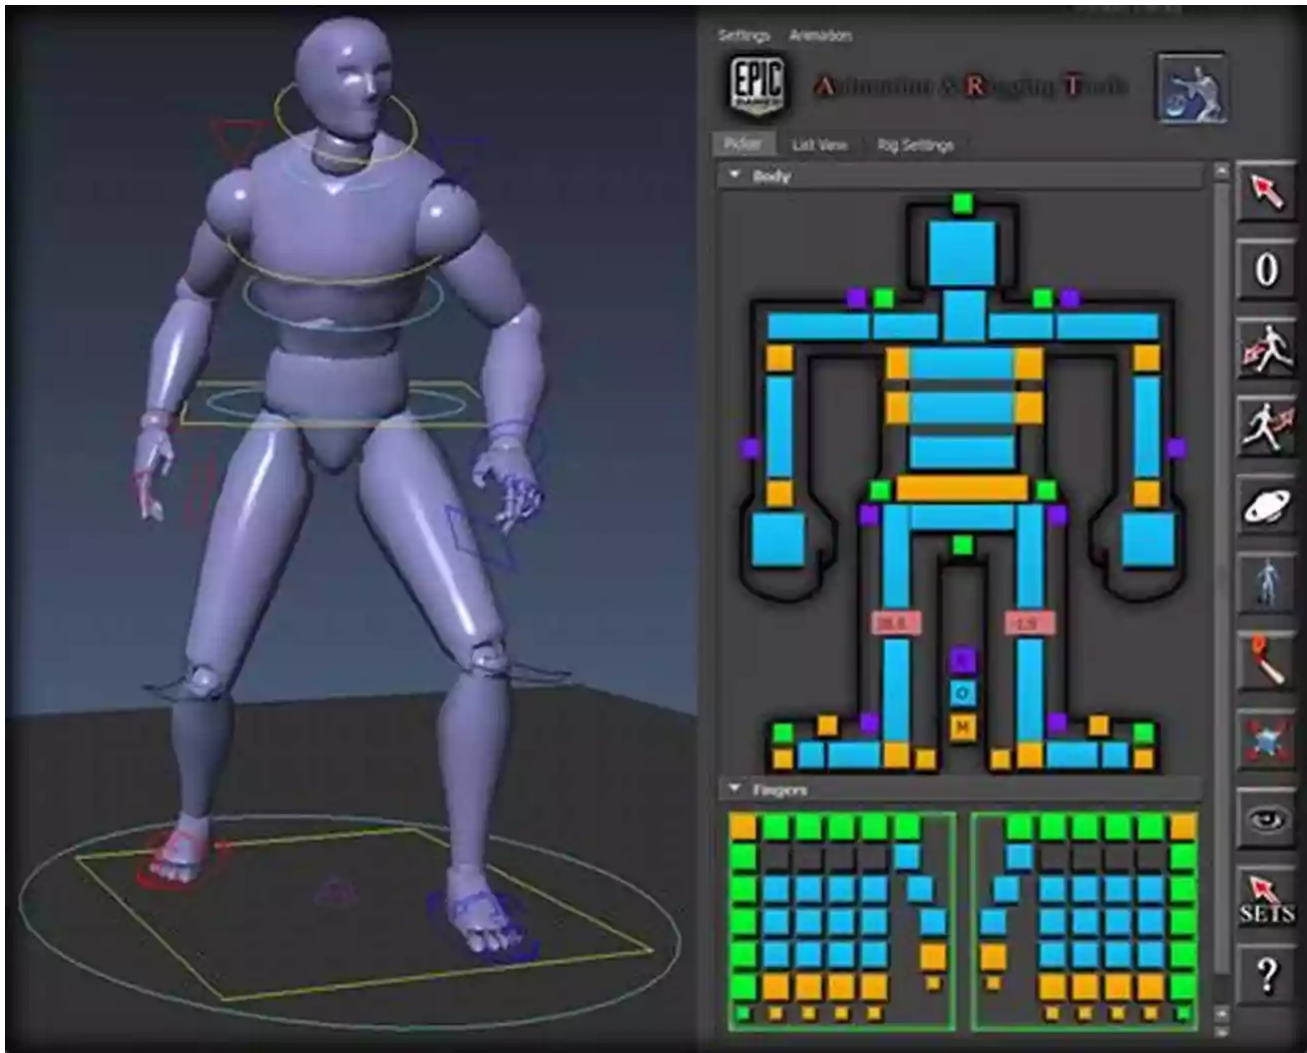 Settings Animation
EPIC
GAMES
Animation & Rigging Tools
Picker List View Rig Settings
Body
0
O
M
Fingers
SETS
?